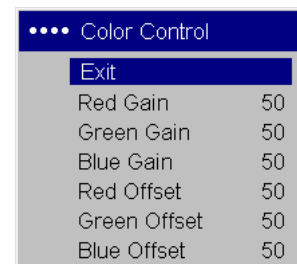 •••• Color Control
Exit
Red Gain 50
Green Gain 50
Blue Gain 50
Red Offset 50
Green Offset 50
Blue Offset 50